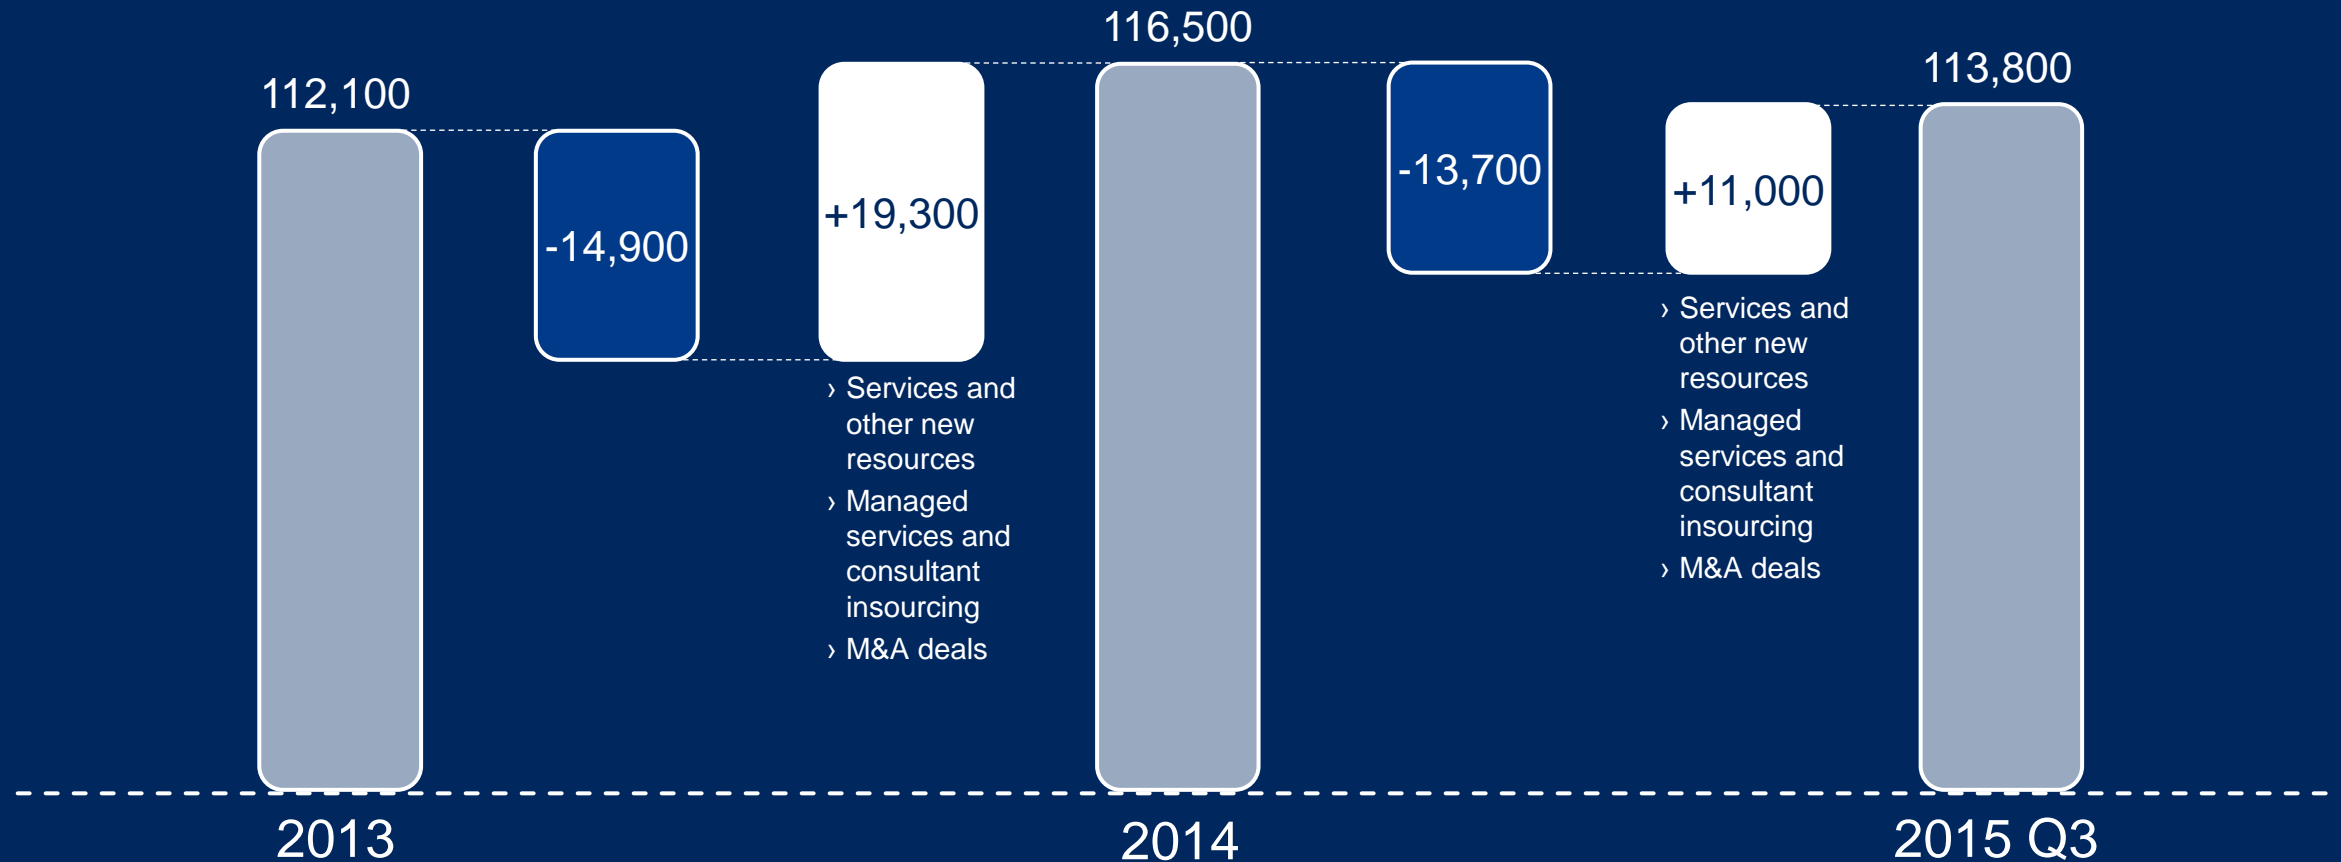 116,500
112,100
113,800
-14,900
+19,300
-13,700
+11,000
› Services and
other new
resources
› Managed
services and
consultant
insourcing
› M&A deals
› Services and
other new
resources
› Managed
services and
consultant
insourcing
› M&A deals
2013
2014
2015 Q3